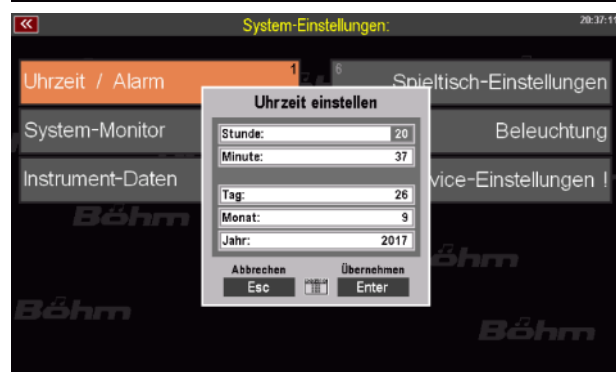 System-Einstellungen:
20:37:11
Uhrzeit / Alarm
1
6
Spieltisch-Einstellungen
System-Monitor
Beleuchtung
Instrument-Daten
vice-Einstellungen !
Uhrzeit einstellen
Stunde: 20
Minute: 37
Tag: 26
Monat: 9
Jahr: 2017
Abbrechen
Übernehmen
Esc
Enter
Böhm
Böhm
Böhm
Böhm